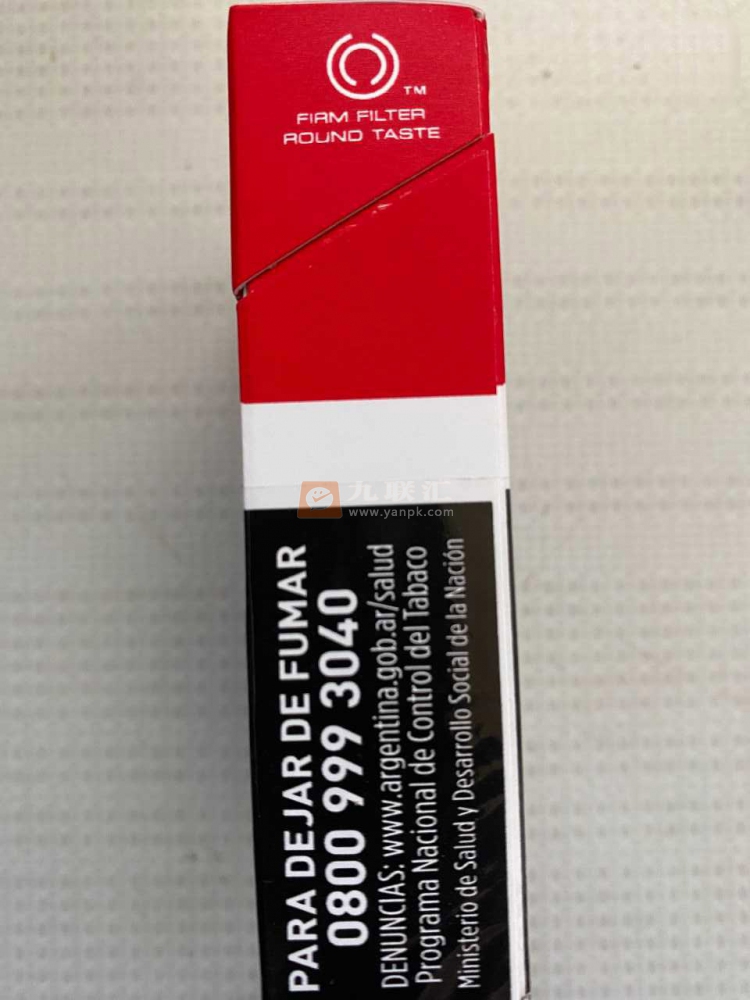 TM
FIRM FILTER
ROUND TASTE
九联汇
www.yanpk.com
PARA DEJAR DE FUMAR
0800 999 3040
DENUNCIAS: www.argentina.gob.ar/salud
Programa Nacional de Control del Tabaco
Ministerio de Salud y Desarrollo Social de la Nación